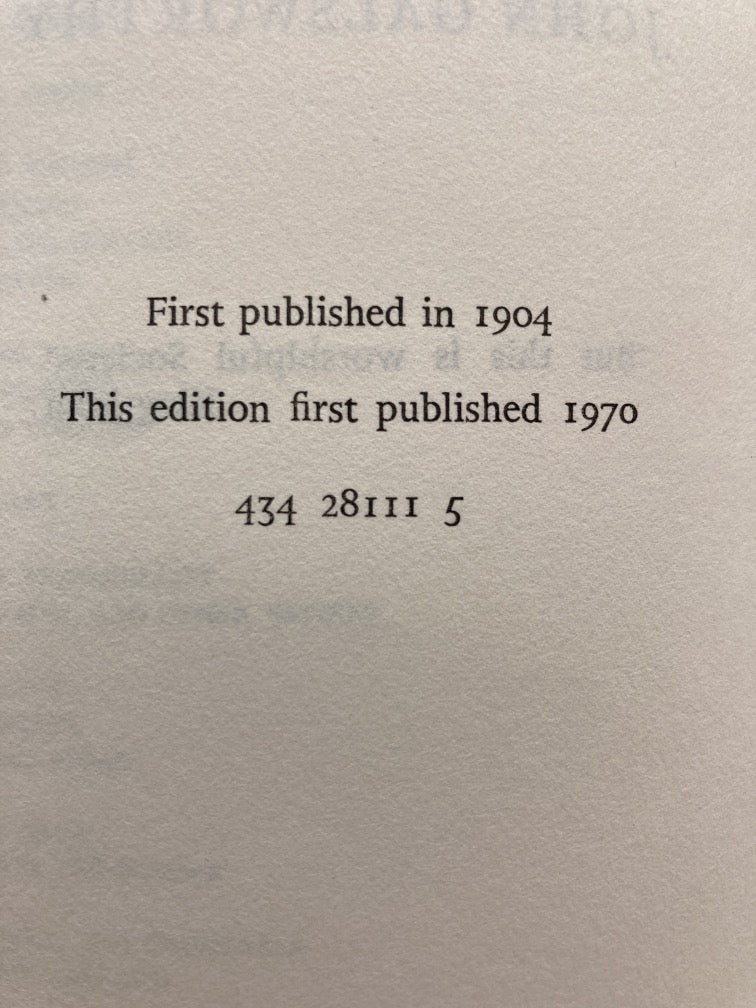 First published in 1904
This edition first published 1970
434 28111 5